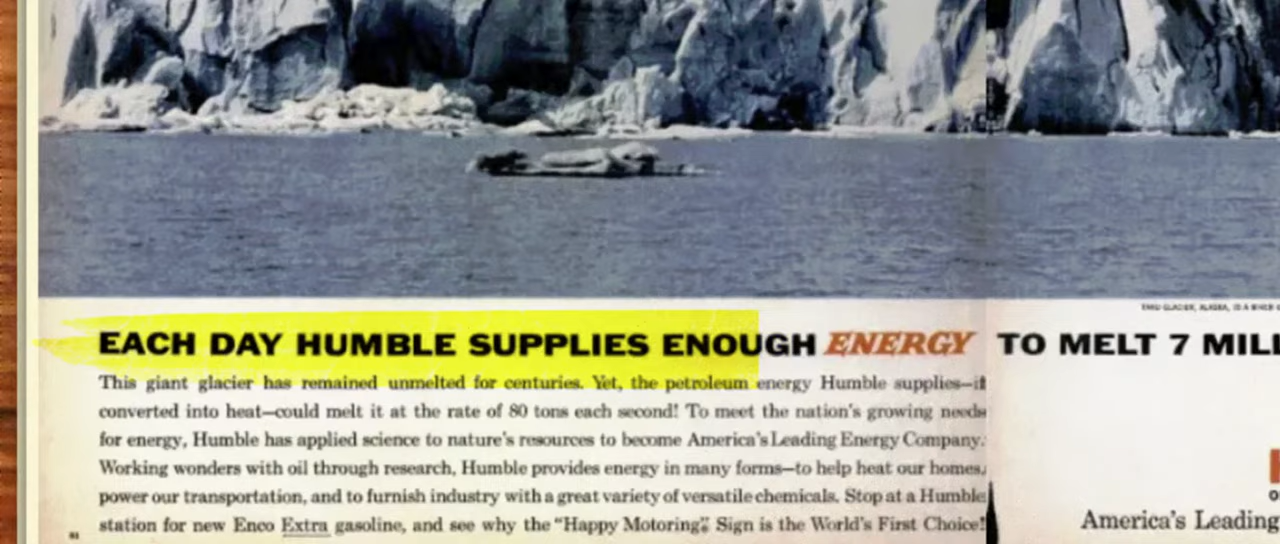 THIS GLACIER, ALASKA, IS A RIVER
EACH DAY HUMBLE SUPPLIES ENOUGH ENERGY TO MELT 7 MILL
This giant glacier has remained unmelted for centuries. Yet, the petroleum energy Humble supplies—if
converted into heat—could melt it at the rate of 80 tons each second! To meet the nation's growing needs
for energy, Humble has applied science to nature's resources to become America's Leading Energy Company.
Working wonders with oil through research, Humble provides energy in many forms—to help heat our homes,
power our transportation, and to furnish industry with a great variety of versatile chemicals. Stop at a Humble
station for new Enco Extra gasoline, and see why the "Happy Motoring" Sign is the World's First Choice!
America's Leading